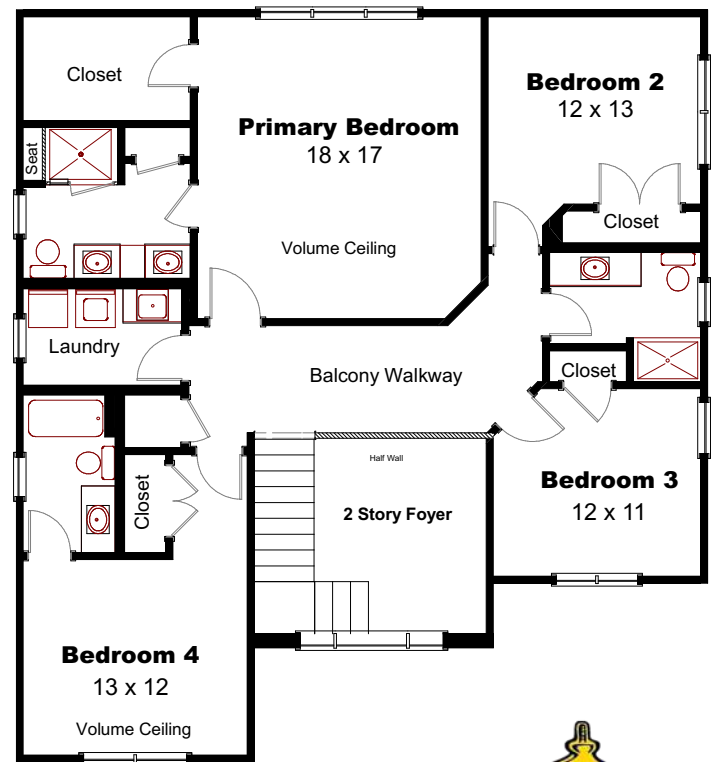 Closet
Primary Bedroom
18 x 17
Volume Ceiling
Bedroom 2
12 x 13
Closet
Seat
Laundry
Balcony Walkway
Closet
Bedroom 3
12 x 11
Half Wall
2 Story Foyer
Closet
Bedroom 4
13 x 12
Volume Ceiling